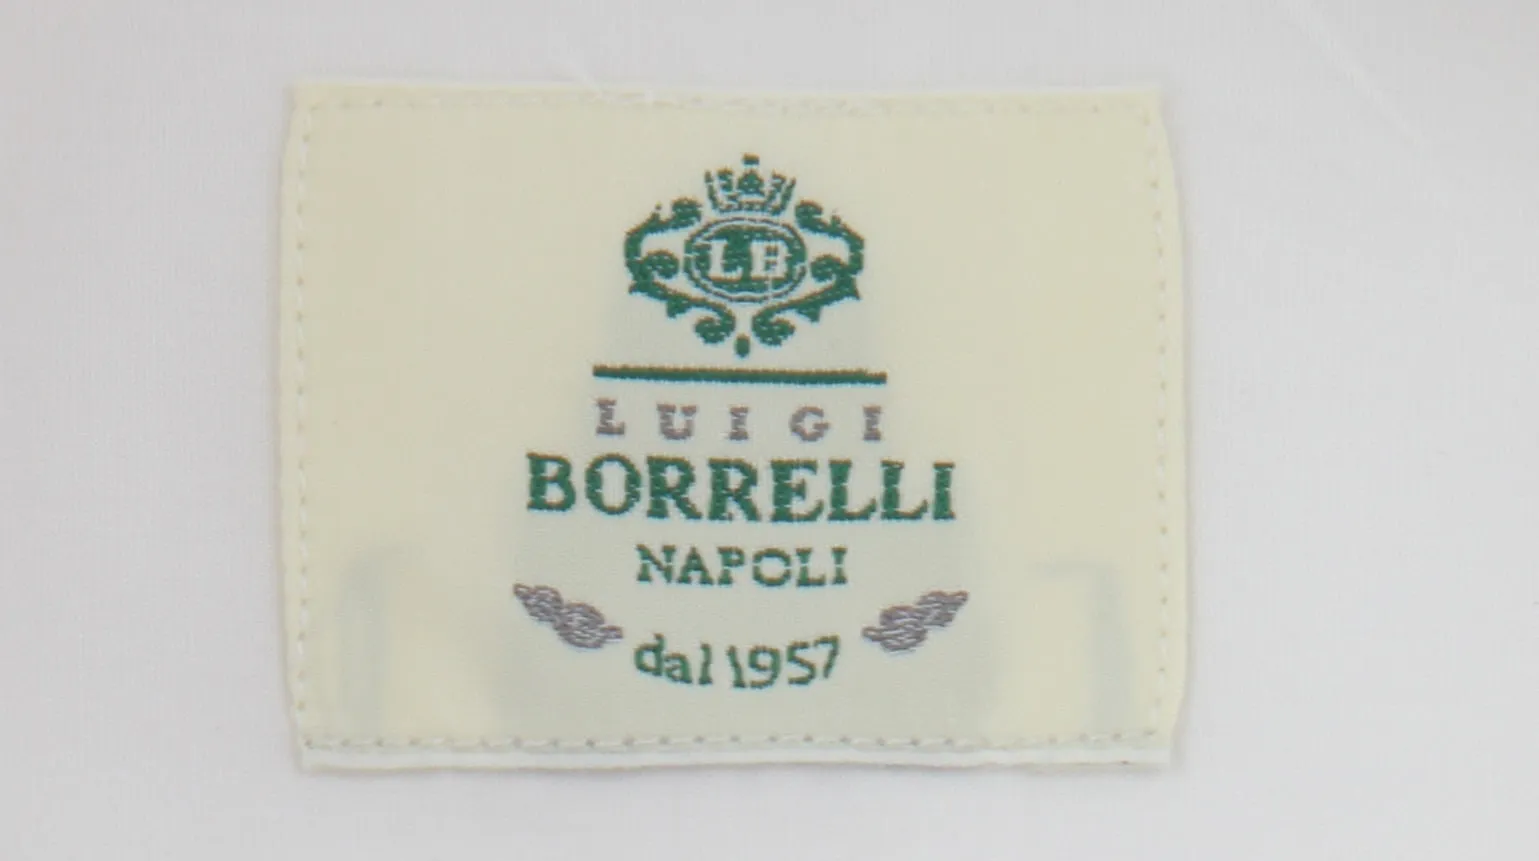 LB
LUIGI
BORRELLI
NAPOLI
dal 1957